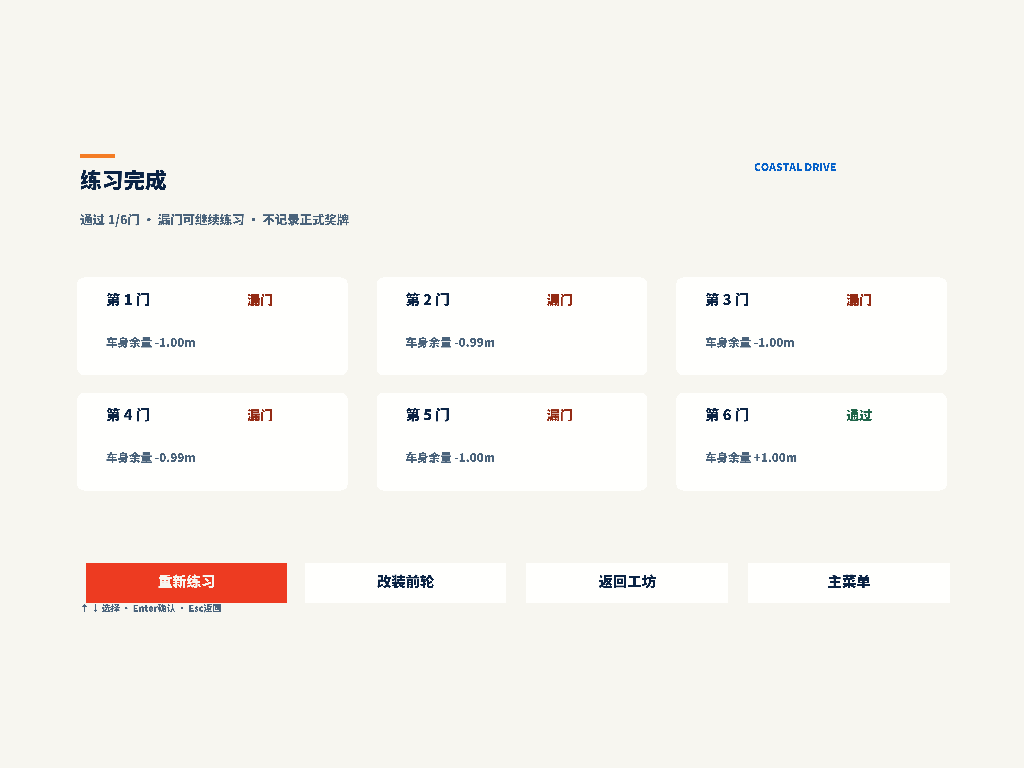 练习完成
COASTAL DRIVE
通过 1/6门 · 漏门可继续练习 · 不记录正式奖牌
第 1 门 漏门
车身余量 -1.00m
第 2 门 漏门
车身余量 -0.99m
第 3 门 漏门
车身余量 -1.00m
第 4 门 漏门
车身余量 -0.99m
第 5 门 漏门
车身余量 -1.00m
第 6 门 通过
车身余量 +1.00m
重新练习
改装前轮
返回工坊
主菜单
↑ ↓ 选择 · Enter确认 · Esc返回